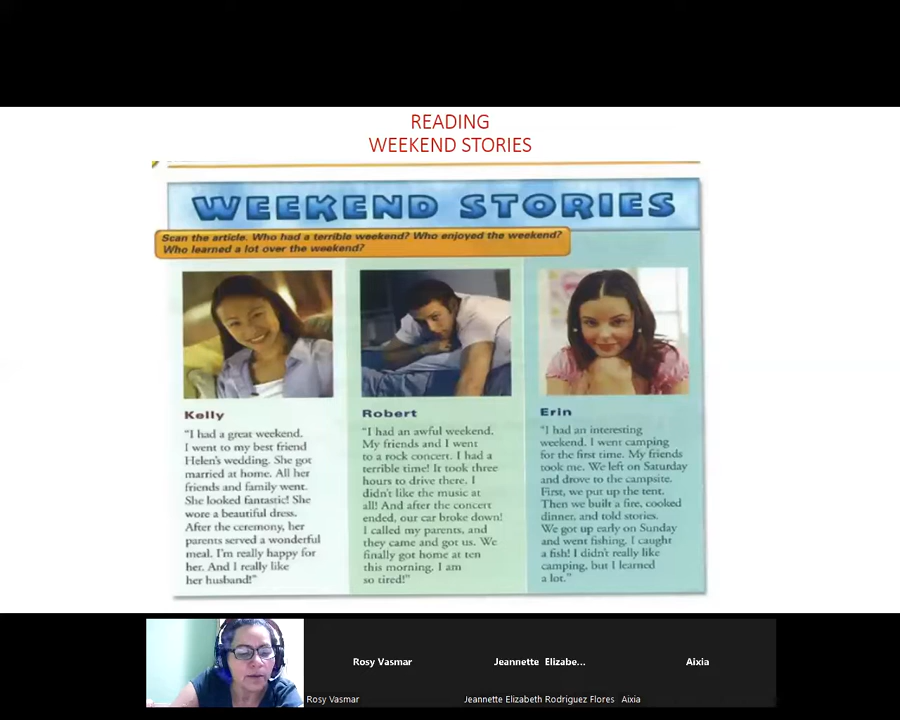 READING
WEEKEND STORIES
WEEKEND STORIES
Scan the article. Who had a terrible weekend? Who enjoyed the weekend?
Who learned a lot over the weekend?
Kelly
"I had a great weekend.
I went to my best friend
Helen's wedding. She got
married at home. All her
friends and family went.
She looked fantastic! She
wore a beautiful dress.
After the ceremony, her
parents served a wonderful
meal. I'm really happy for
her. And I really like
her husband!"
Robert
"I had an awful weekend.
My friends and I went
to a rock concert. I had a
terrible time! It took three
hours to drive there. I
didn't like the music at
all! And after the concert
ended, our car broke down!
I called my parents, and
they came and got us. We
finally got home at ten
this morning. I am
so tired!"
Erin
"I had an interesting
weekend. I went camping
for the first time. My friends
took me. We left on Saturday
and drove to the campsite.
First, we put up the tent.
Then we built a fire, cooked
dinner, and told stories.
We got up early on Sunday
and went fishing. I caught
a fish! I didn't really like
camping, but I learned
a lot."
Rosy Vasmar
Jeannette Elizabe...
Aixia
Rosy Vasmar
Jeannette Elizabeth Rodriguez Flores
Aixia